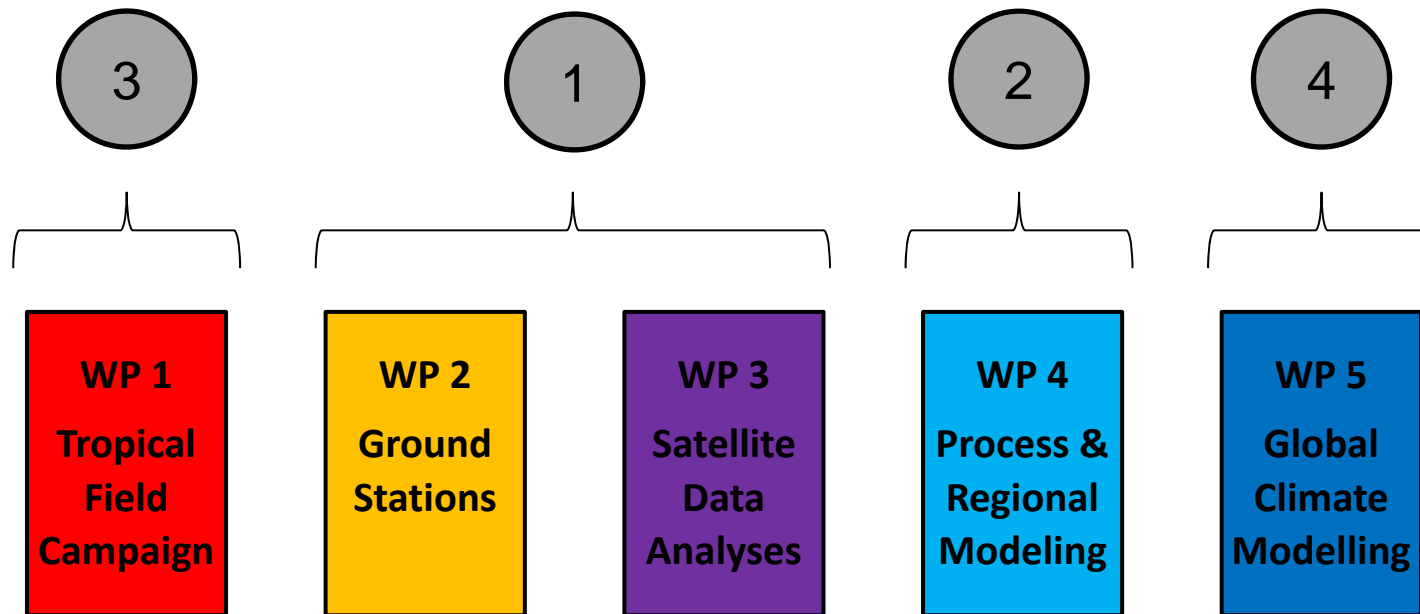 3
1
2
4
WP 1
Tropical
Field
Campaign
WP 2
Ground
Stations
WP 3
Satellite
Data
Analyses
WP 4
Process &
Regional
Modeling
WP 5
Global
Climate
Modelling